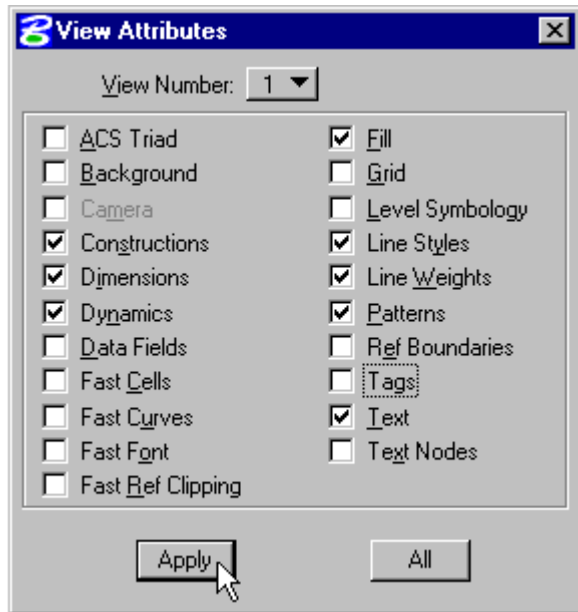 View Attributes
View Number: 1
ACS Triad
Background
Camera
Constructions
Dimensions
Dynamics
Data Fields
Fast Cells
Fast Curves
Fast Font
Fast Ref Clipping
Fill
Grid
Level Symbology
Line Styles
Line Weights
Patterns
Ref Boundaries
Tags
Text
Text Nodes
Apply
All